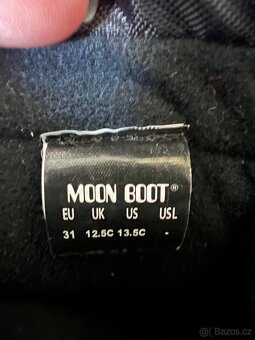 MOON BOOT®
EU UK US USL
31 12.5C 13.5C -
© Bazos.cz